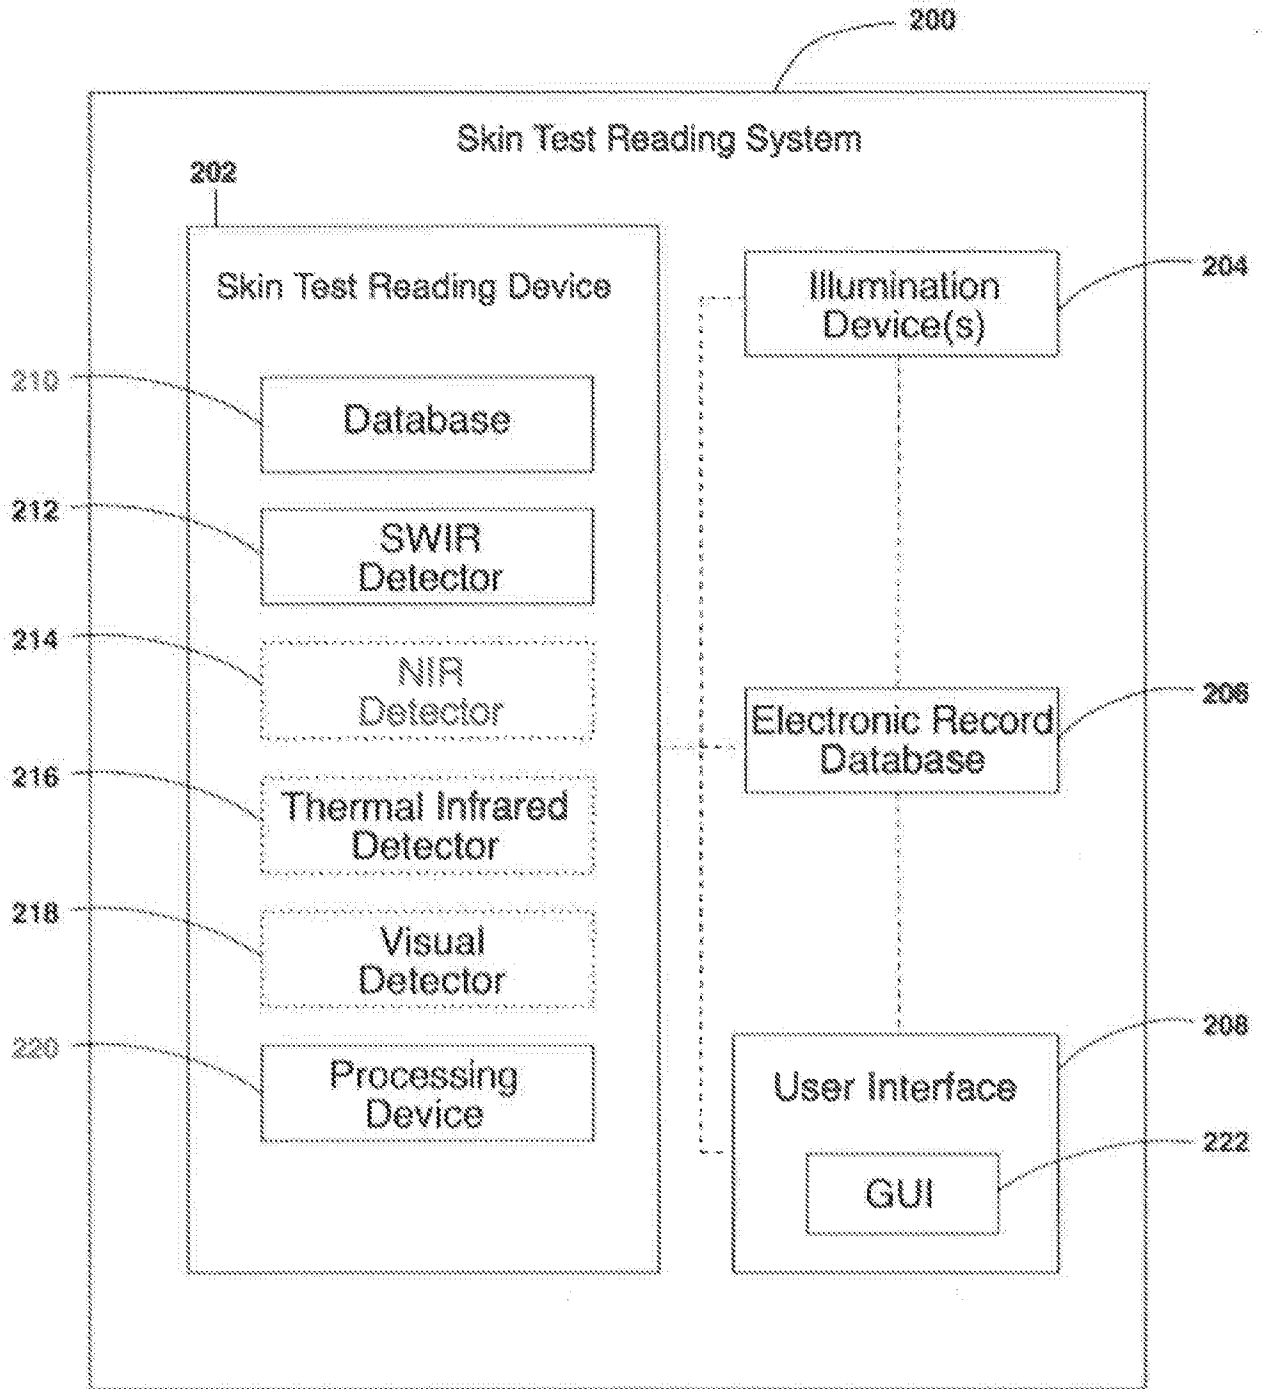 200
Skin Test Reading System
202
Skin Test Reading Device
Illumination
Device(s)
204
210
Database
212
SWIR
Detector
214
NIR
Detector
Electronic Record
Database
206
216
Thermal Infrared
Detector
218
Visual
Detector
208
220
Processing
Device
User Interface
222
GUI